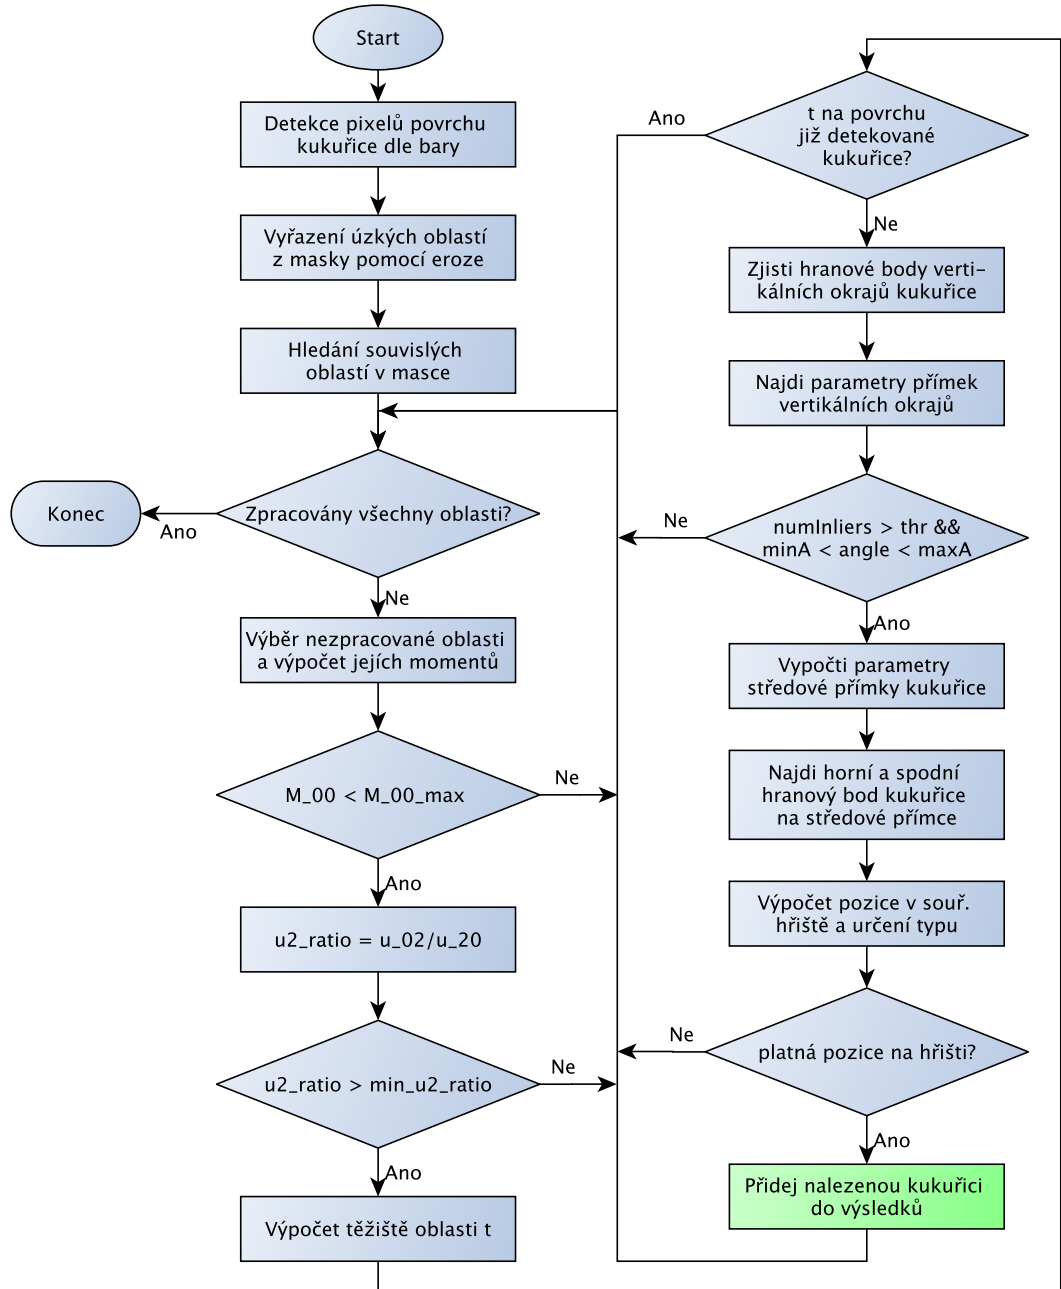 Start
Detekce pixelů povrchu
kukuřice dle bary
Vyřazení úzkých oblastí
z masky pomocí eroze
Hledání souvislých
oblastí v masce
Zpracovány všechny oblasti?
Ano
Konec
Ne
Výběr nezpracované oblasti
a výpočet jejích momentů
M_00 < M_00_max
Ne
Ano
u2_ratio = u_02/u_20
u2_ratio > min_u2_ratio
Ne
Ano
Výpočet těžiště oblasti t
t na povrchu
již detekované
kukuřice?
Ano
Ne
Zjisti hranové body verti-
kálních okrajů kukuřice
Najdi parametry přímek
vertikálních okrajů
numInliers > thr &&
minA < angle < maxA
Ne
Ano
Vypočti parametry
středové přímky kukuřice
Najdi horní a spodní
hranový bod kukuřice
na středové přímce
Výpočet pozice v souř.
hřiště a určení typu
platná pozice na hřišti?
Ne
Ano
Přidej nalezenou kukuřici
do výsledků